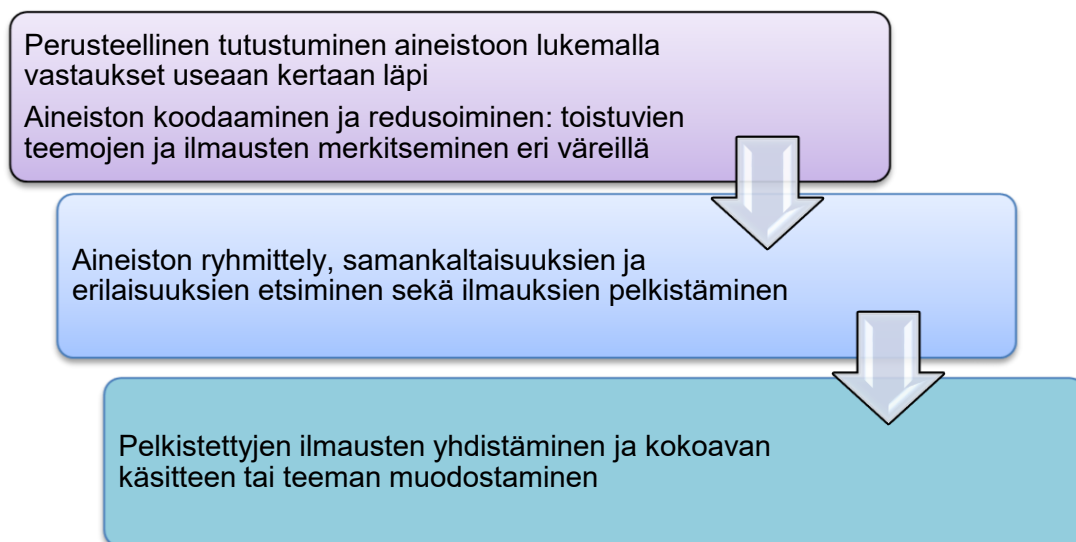 Perusteellinen tutustuminen aineistoon lukemalla
vastaukset useaan kertaan läpi
Aineiston koodaaminen ja redusoiminen: toistuvien
teemojen ja ilmausten merkitseminen eri väreillä
Aineiston ryhmittely, samankaltaisuuksien ja
erilaisuuksien etsiminen sekä ilmauksien pelkistäminen
Pelkistettyjen ilmausten yhdistäminen ja kokoavan
käsitteen tai teeman muodostaminen